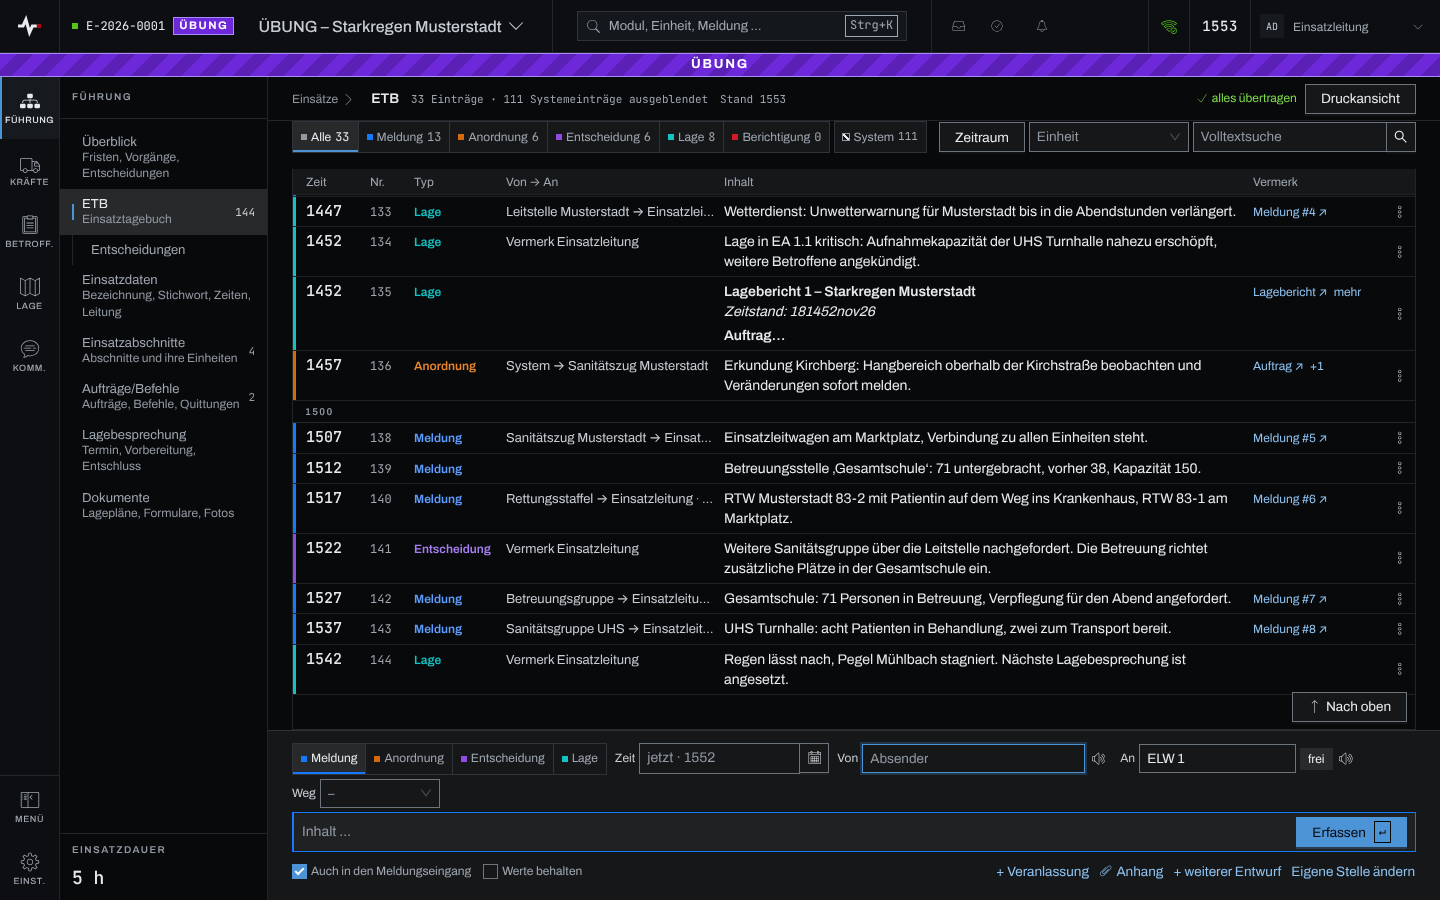 E-2026-0001 ÜBUNG ÜBUNG – Starkregen Musterstadt Modul, Einheit, Meldung ... Strg+K 1553 AD Einsatzleitung
ÜBUNG
FÜHRUNG
KRÄFTE
BETROFF.
LAGE
KOMM.
MENÜ
EINST.
FÜHRUNG
Überblick
Fristen, Vorgänge,
Entscheidungen
ETB
Einsatztagebuch 144
Entscheidungen
Einsatzdaten
Bezeichnung, Stichwort, Zeiten,
Leitung
Einsatzabschnitte
Abschnitte und ihre Einheiten 4
Aufträge/Befehle
Aufträge, Befehle, Quittungen 2
Lagebesprechung
Termin, Vorbereitung,
Entschluss
Dokumente
Lagepläne, Formulare, Fotos
EINSATZDAUER
5 h
Einsätze ETB 33 Einträge · 111 Systemeinträge ausgeblendet Stand 1553 alles übertragen Druckansicht
Alle 33 Meldung 13 Anordnung 6 Entscheidung 6 Lage 8 Berichtigung 0 System 111 Zeitraum Einheit Volltextsuche
Zeit Nr. Typ Von → An Inhalt Vermerk
1447 133 Lage Leitstelle Musterstadt → Einsatzlei... Wetterdienst: Unwetterwarnung für Musterstadt bis in die Abendstunden verlängert. Meldung #4 ↗
1452 134 Lage Vermerk Einsatzleitung Lage in EA 1.1 kritisch: Aufnahmekapazität der UHS Turnhalle nahezu erschöpft,
weitere Betroffene angekündigt.
1452 135 Lage Lagebericht 1 – Starkregen Musterstadt Lagebericht ↗ mehr
Zeitstand: 181452nov26
Auftrag...
1457 136 Anordnung System → Sanitätszug Musterstadt Erkundung Kirchberg: Hangbereich oberhalb der Kirchstraße beobachten und Auftrag ↗ +1
Veränderungen sofort melden.
1500
1507 138 Meldung Sanitätszug Musterstadt → Einsat... Einsatzleitwagen am Marktplatz, Verbindung zu allen Einheiten steht. Meldung #5 ↗
1512 139 Meldung Betreuungsstelle ‚Gesamtschule‘: 71 untergebracht, vorher 38, Kapazität 150.
1517 140 Meldung Rettungsstaffel → Einsatzleitung · ... RTW Musterstadt 83-2 mit Patientin auf dem Weg ins Krankenhaus, RTW 83-1 am Meldung #6 ↗
Marktplatz.
1522 141 Entscheidung Vermerk Einsatzleitung Weitere Sanitätsgruppe über die Leitstelle nachgefordert. Die Betreuung richtet
zusätzliche Plätze in der Gesamtschule ein.
1527 142 Meldung Betreuungsgruppe → Einsatzleitu... Gesamtschule: 71 Personen in Betreuung, Verpflegung für den Abend angefordert. Meldung #7 ↗
1537 143 Meldung Sanitätsgruppe UHS → Einsatzleit... UHS Turnhalle: acht Patienten in Behandlung, zwei zum Transport bereit. Meldung #8 ↗
1542 144 Lage Vermerk Einsatzleitung Regen lässt nach, Pegel Mühlbach stagniert. Nächste Lagebesprechung ist
angesetzt.
↑ Nach oben
Meldung Anordnung Entscheidung Lage Zeit jetzt · 1552 Von Absender An ELW 1 frei
Weg –
Inhalt ... Erfassen ↵
Auch in den Meldungseingang Werte behalten + Veranlassung Anhang + weiterer Entwurf Eigene Stelle ändern